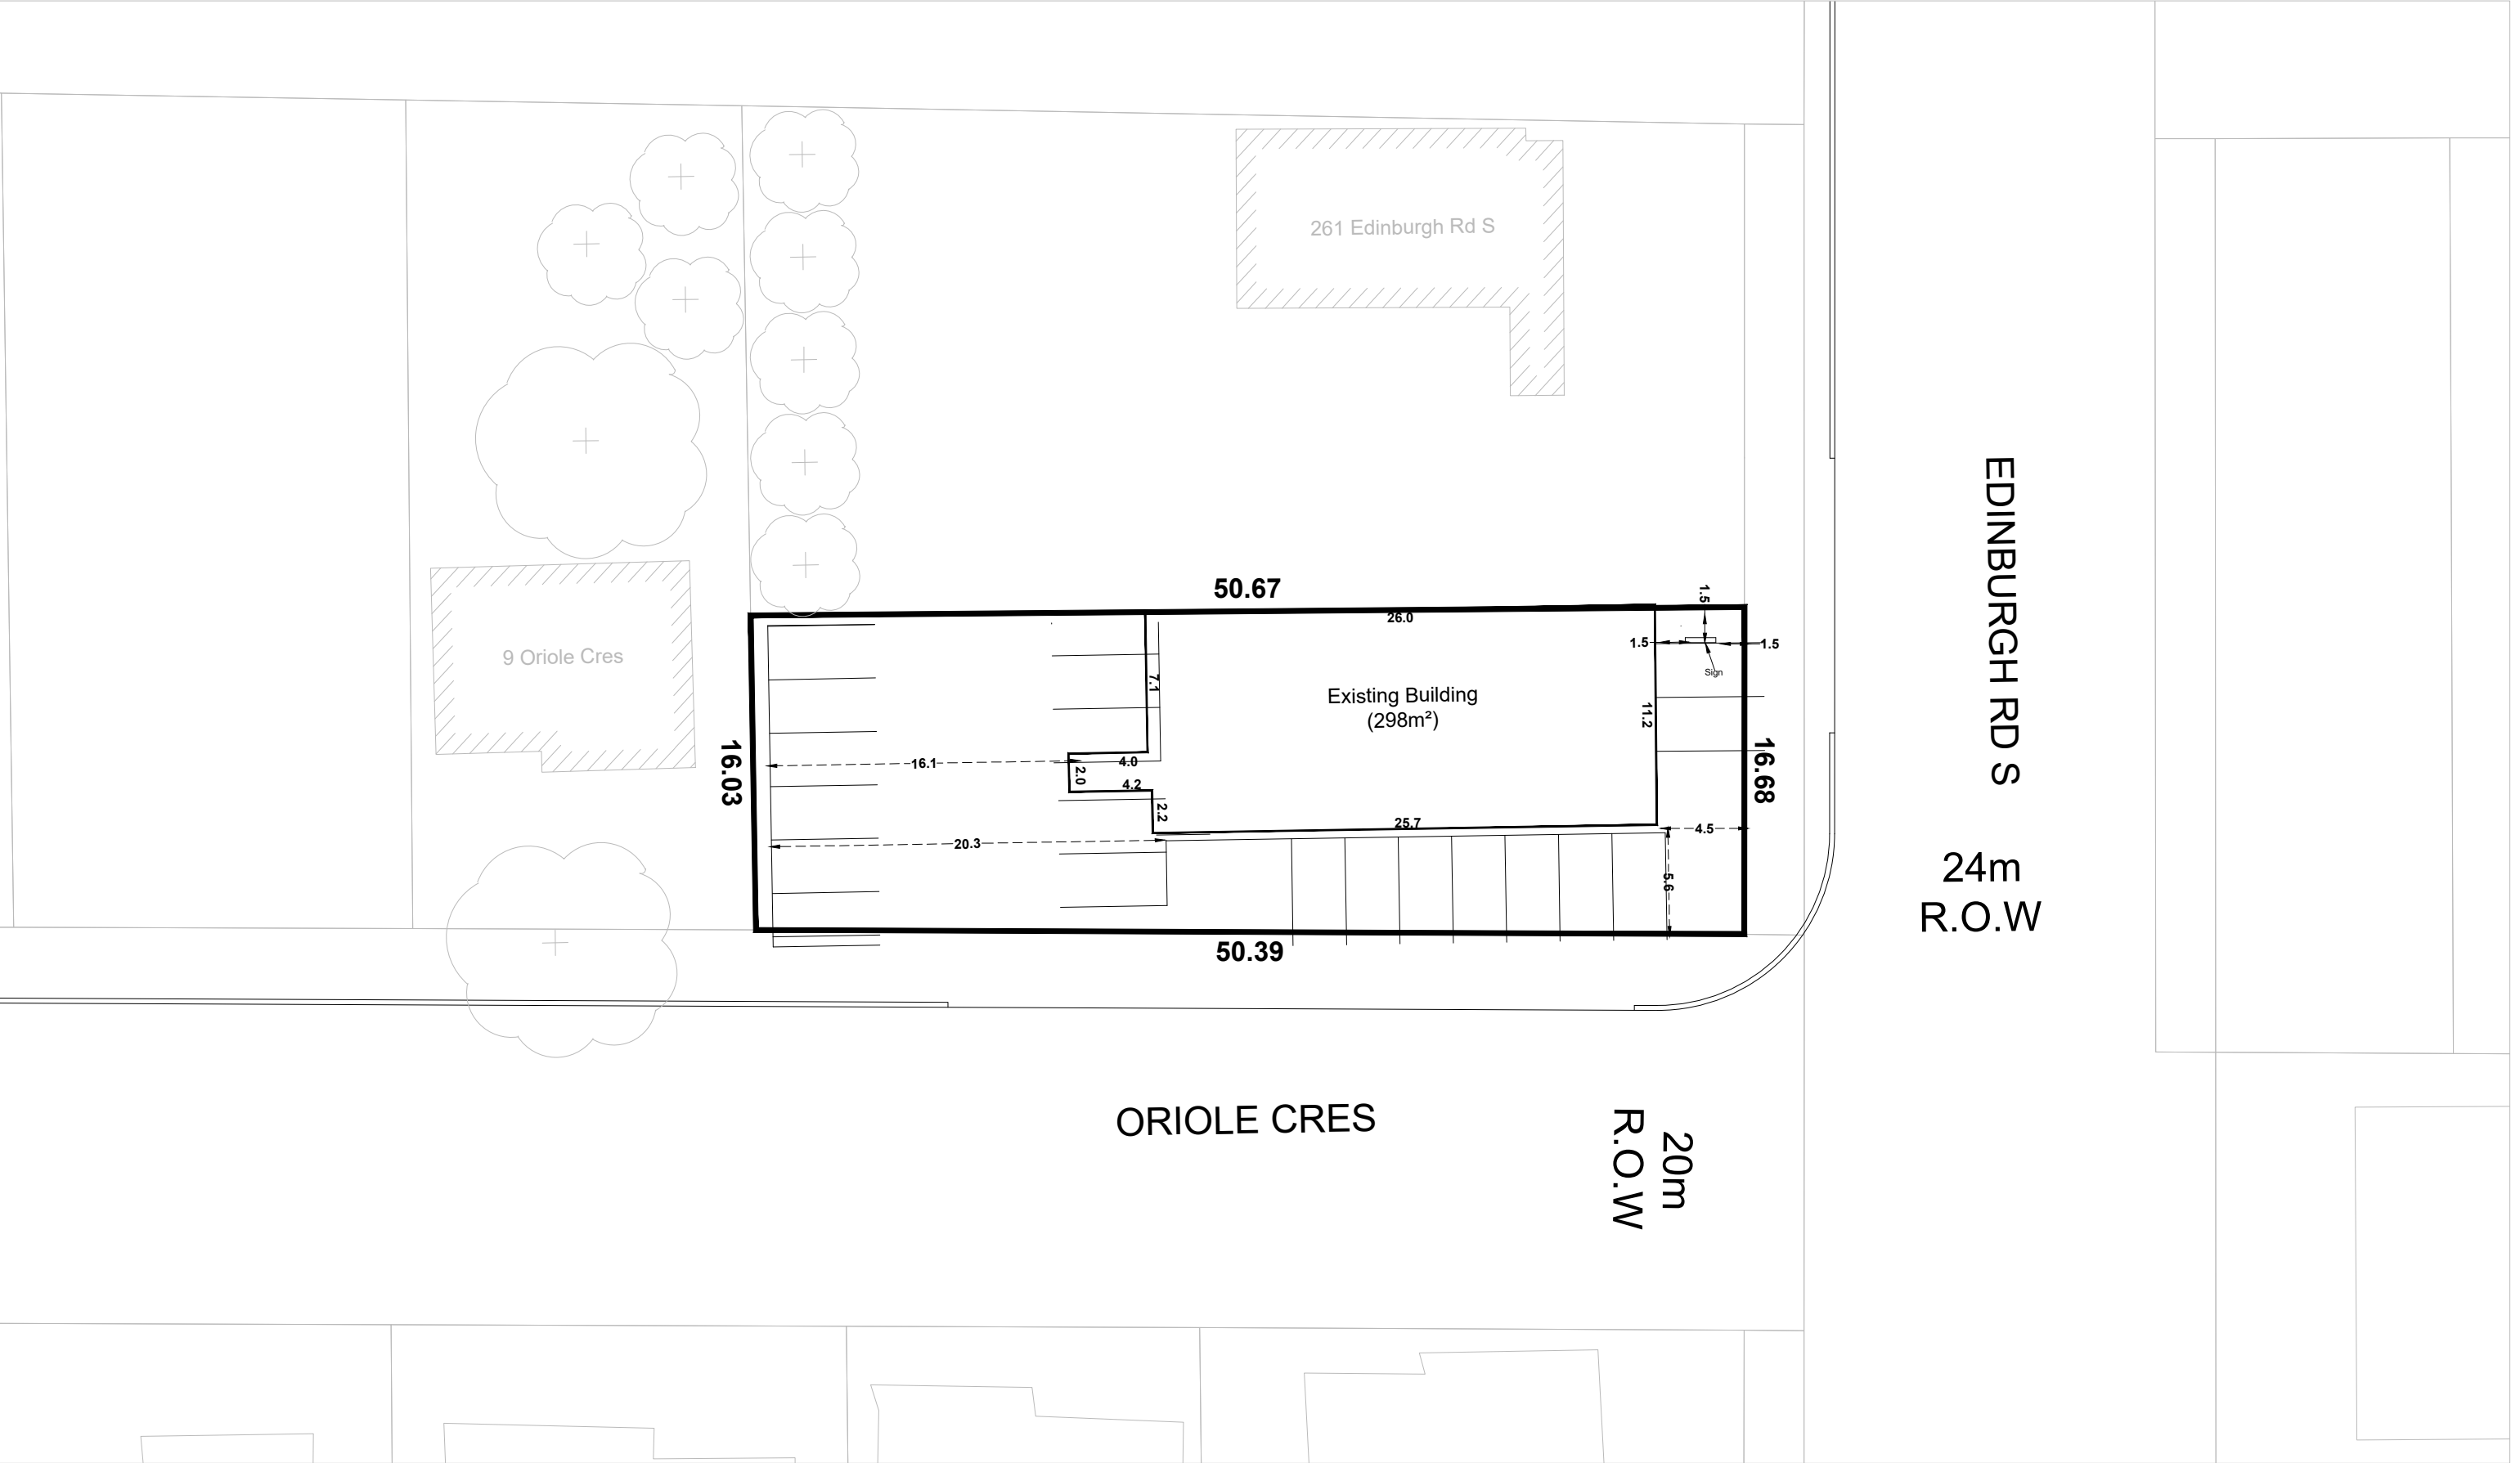 261 Edinburgh Rd S
50.67
1.5
26.0
1.5
1.5
Sign
9 Oriole Cres
7.1
Existing Building
(298m²)
11.2
16.03
16.1
4.0
2.0
4.2
2.2
16.68
25.7
4.5
20.3
5.6
50.39
EDINBURGH RD S
24m
R.O.W
ORIOLE CRES
20m
R.O.W